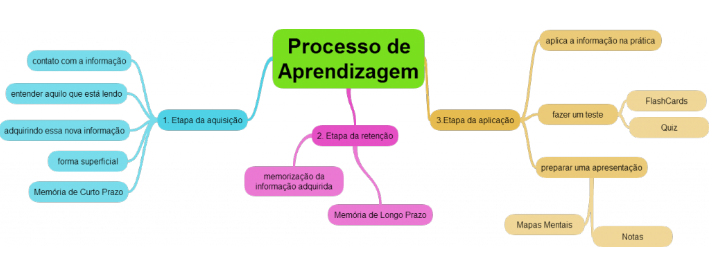 Processo de
Aprendizagem
contato com a informação
entender aquilo que está lendo
adquirindo essa nova informação
forma superficial
Memória de Curto Prazo
1. Etapa da aquisição
2. Etapa da retenção
memorização da
informação adquirida
Memória de Longo Prazo
3.Etapa da aplicação
aplica a informação na prática
fazer um teste
FlashCards
Quiz
preparar uma apresentação
Mapas Mentais
Notas